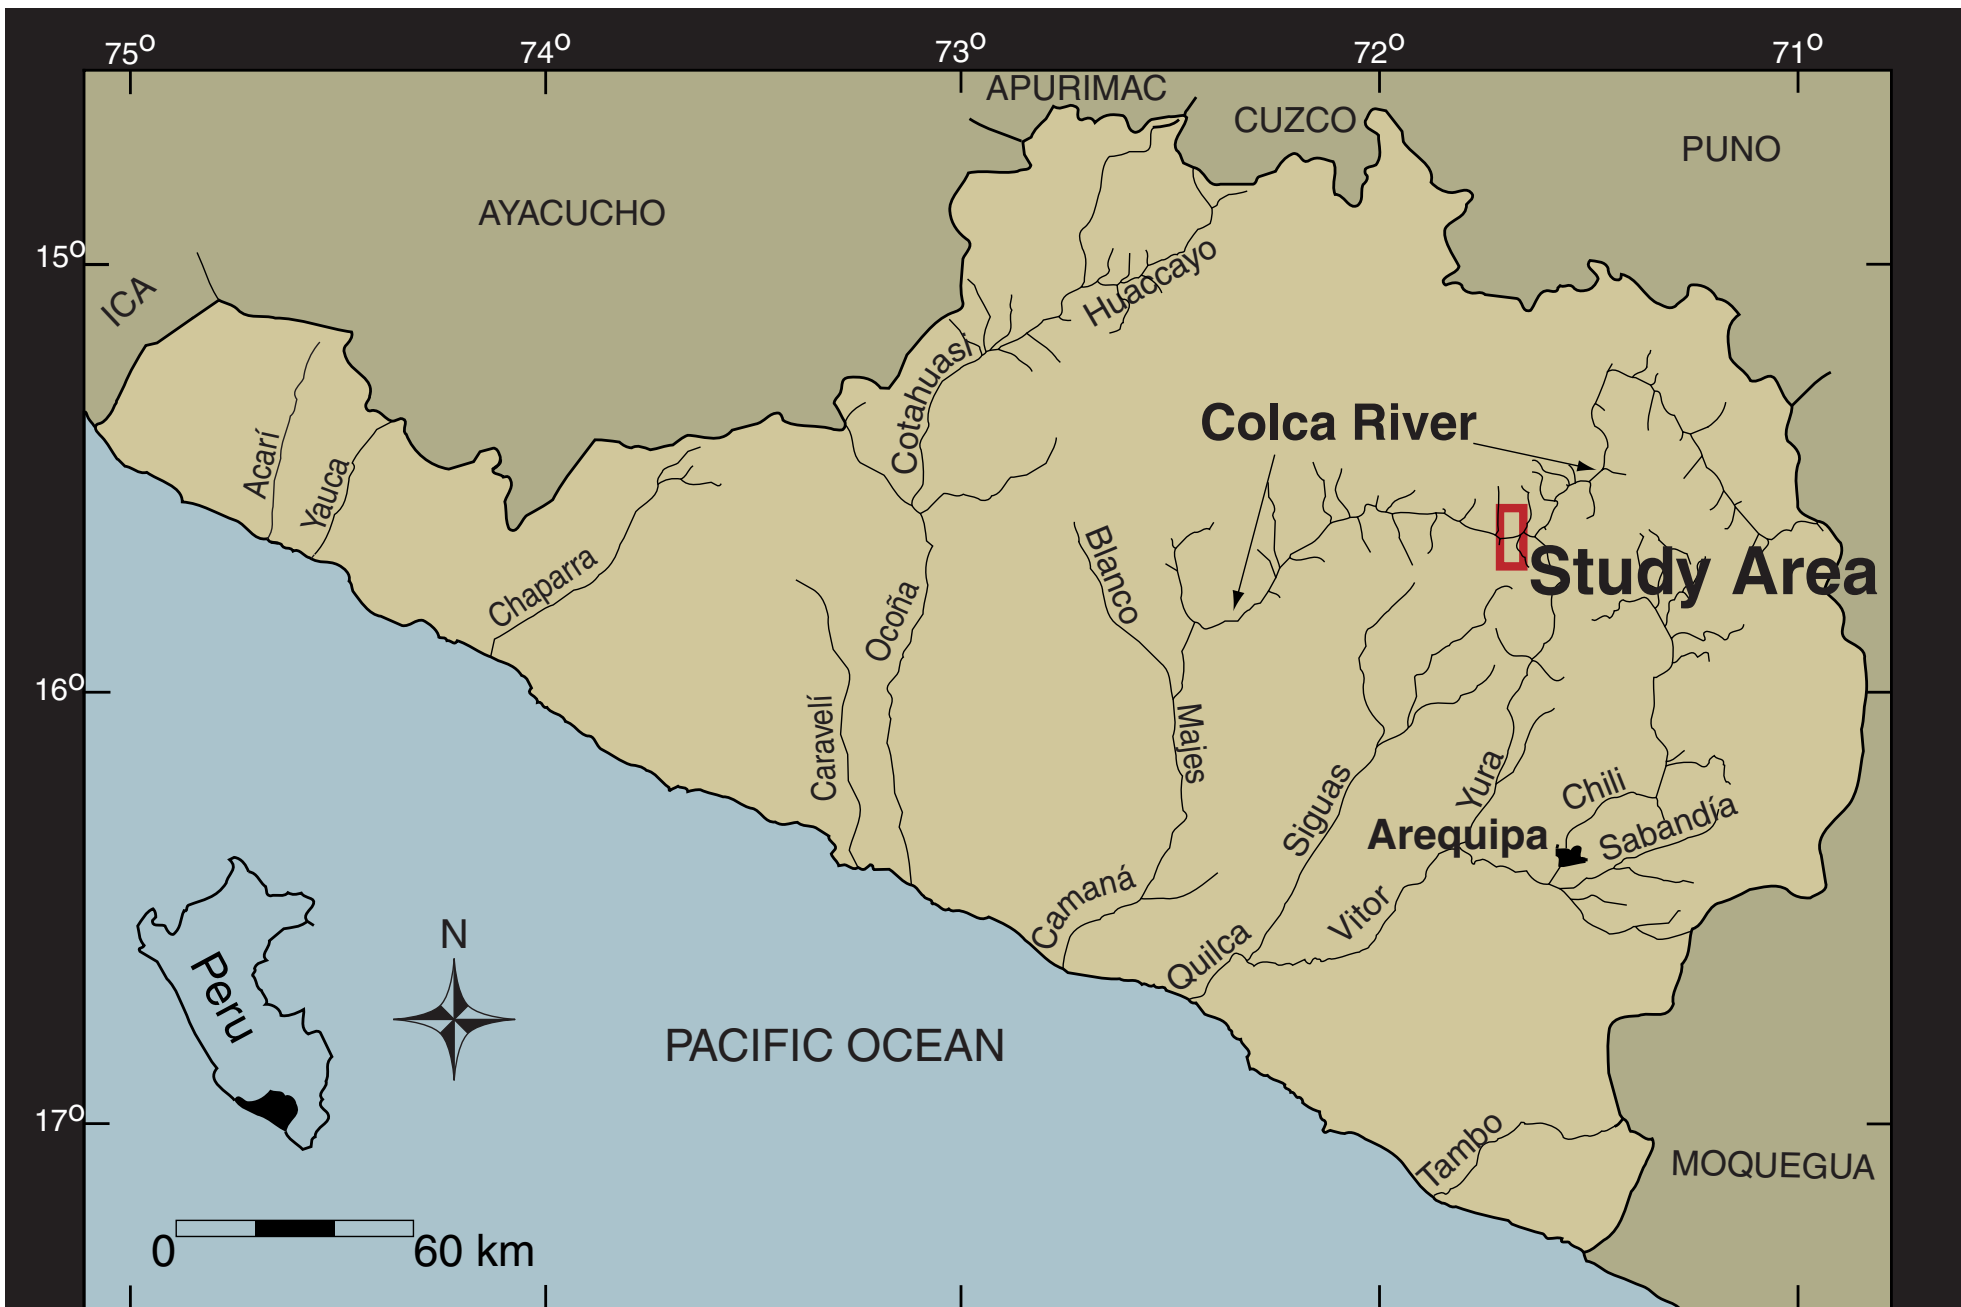 75° 74° 73° 72° 71°
APURIMAC
CUZCO
PUNO
AYACUCHO
15°
ICA
Huaccayo
Cotahuasi
Colca River
Acarí
Yauca
Chaparra
Blanco
Study Area
Ocoña
16°
Caravelí
Majes
Siguas
Yura
Chili
Arequipa
Sabandía
Camaná
Vitor
Quilca
N
Peru
PACIFIC OCEAN
17°
Tambo
MOQUEGUA
0 60 km